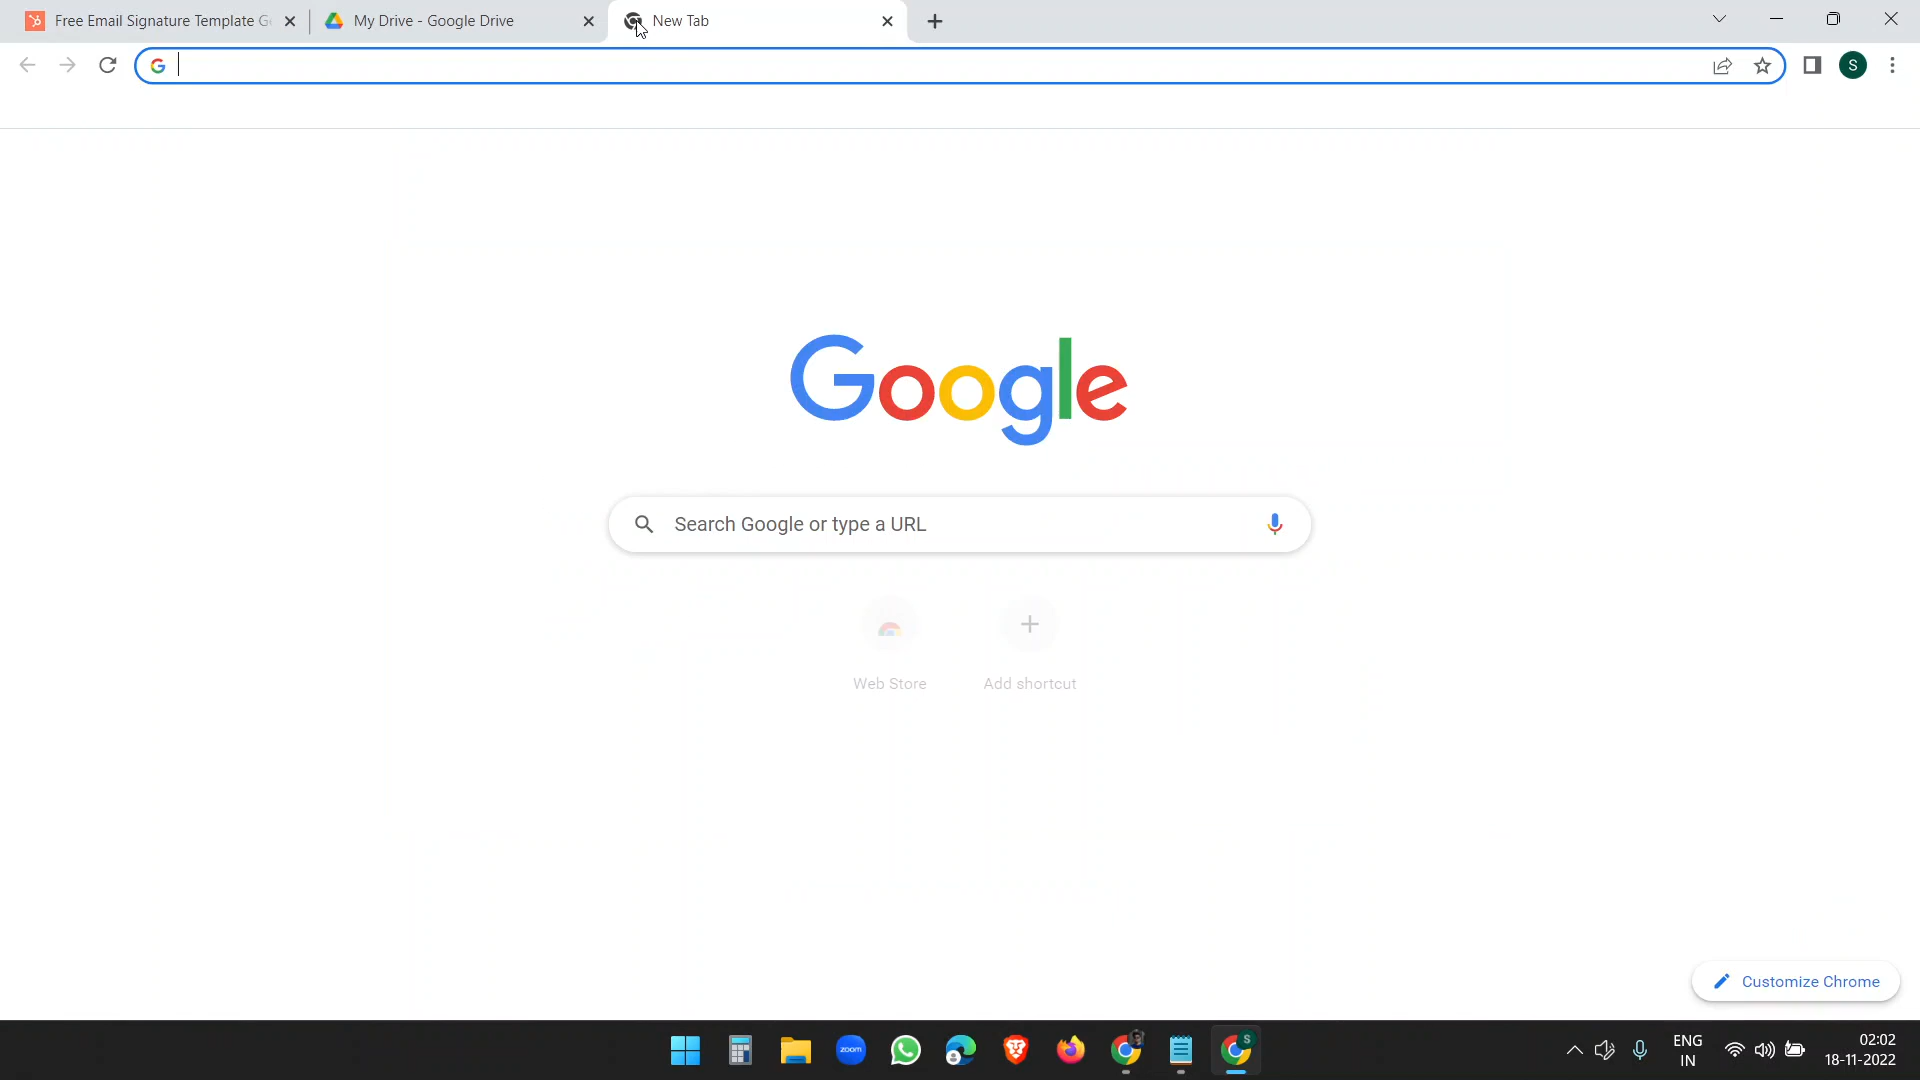 Free Email Signature Template G
My Drive - Google Drive
New Tab
G
S
Google
Search Google or type a URL
Web Store
Add shortcut
Customize Chrome
zoom
S
ENG
IN
02:02
18-11-2022